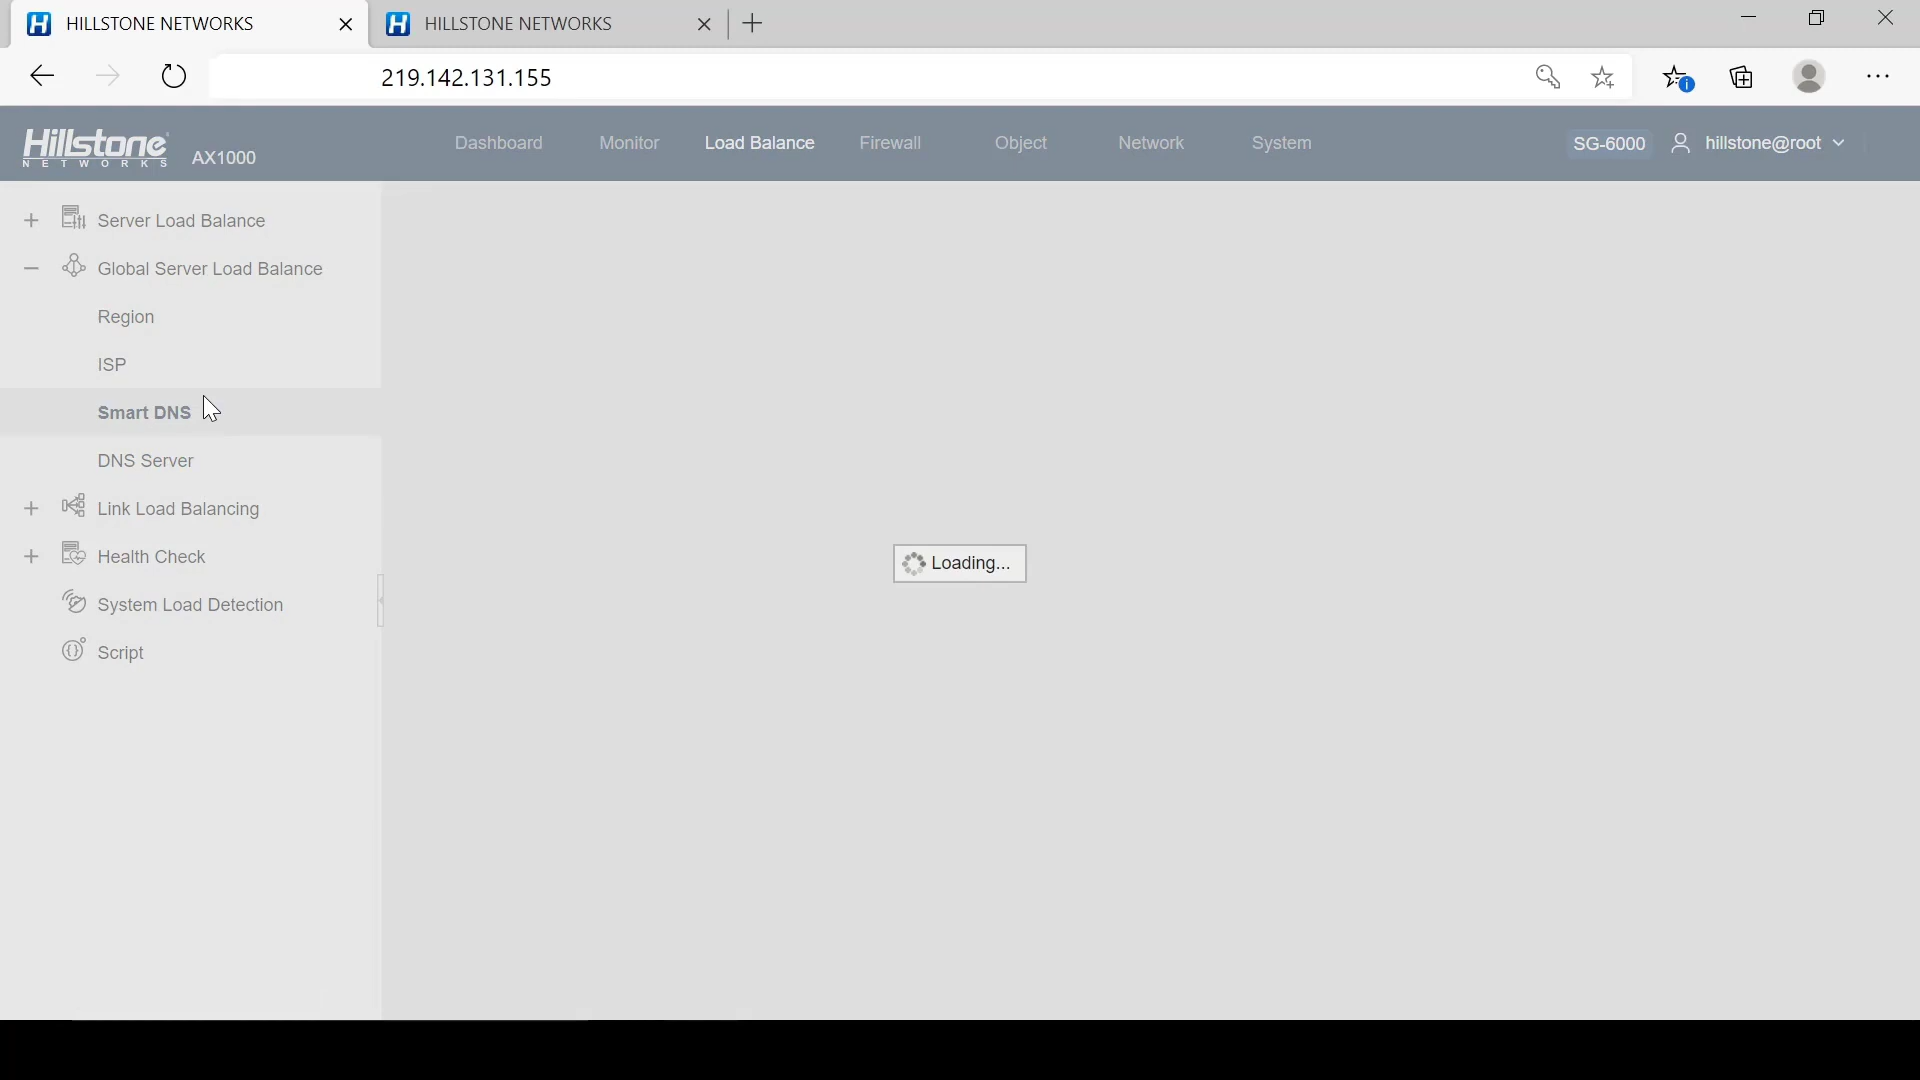 HILLSTONE NETWORKS
HILLSTONE NETWORKS
219.142.131.155
Hillstone
NETWORKS
AX1000
Dashboard
Monitor
Load Balance
Firewall
Object
Network
System
SG-6000
hillstone@root
Server Load Balance
Global Server Load Balance
Region
ISP
Smart DNS
DNS Server
Link Load Balancing
Health Check
System Load Detection
Script
Loading...